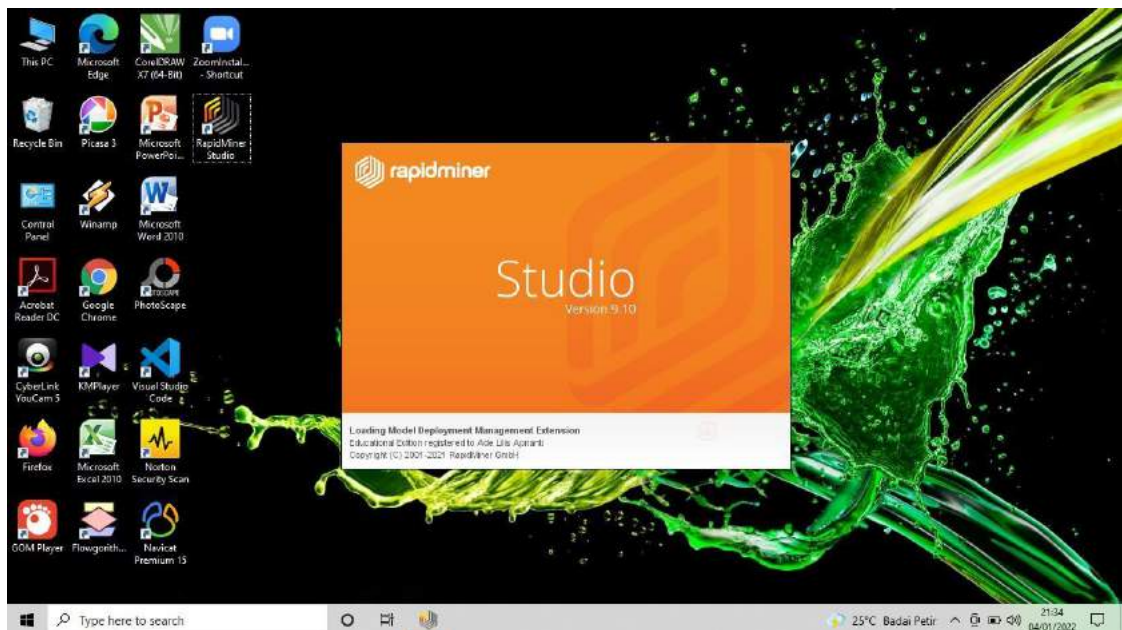 This PC
Microsoft
Edge
CorelDRAW
X7 (64-Bit)
ZoomInstal...
- Shortcut
Recycle Bin
Picasa 3
Microsoft
PowerPoi...
RapidMiner
Studio
Control
Panel
Winamp
Microsoft
Word 2010
Acrobat
Reader DC
Google
Chrome
PhotoScape
CyberLink
YouCam 5
KMPlayer
Visual Studio
Code
Firefox
Microsoft
Excel 2010
Norton
Security Scan
GOM Player
Flowgorith...
Navicat
Premium 15
rapidminer
Studio
Version 9.10
Loading Model Deployment Management Extension
Educational Edition registered to Ade Lilis Aprianti
Copyright (C) 2001-2021 RapidMiner GmbH
Type here to search
25°C Badai Petir
21:34
04/01/2022